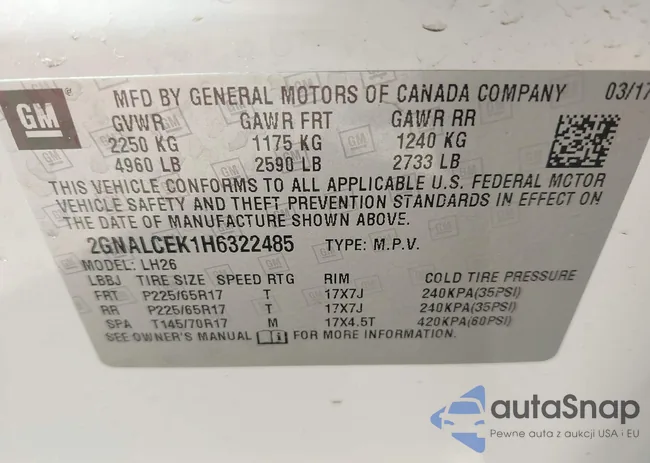 GM
MFD BY GENERAL MOTORS OF CANADA COMPANY 03/17
GVWR GAWR FRT GAWR RR
2250 KG 1175 KG 1240 KG
4960 LB 2590 LB 2733 LB
THIS VEHICLE CONFORMS TO ALL APPLICABLE U.S. FEDERAL MOTOR
VEHICLE SAFETY AND THEFT PREVENTION STANDARDS IN EFFECT ON
THE DATE OF MANUFACTURE SHOWN ABOVE.
2GNALCEK1H6322485 TYPE: M.P.V.
MODEL: LH26
LBBJ TIRE SIZE SPEED RTG RIM COLD TIRE PRESSURE
FRT P225/65R17 T 17X7J 240KPA(35PSI)
RR P225/65R17 T 17X7J 240KPA(35PSI)
SPA T145/70R17 M 17X4.5T 420KPA(60PSI)
SEE OWNER'S MANUAL FOR MORE INFORMATION.
autaSnap
Pewne auta z aukcji USA i EU